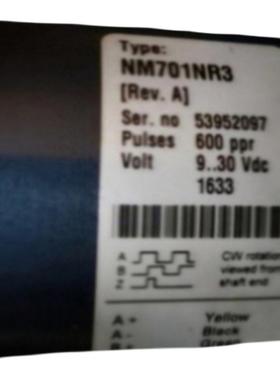 Type:
NM701NR3
[Rev. A]
Ser. no 53952097
Pulses 600 ppr
Volt 9..30 Vdc
1633
A CW rotation
B viewed from
Z shaft end
A + Yellow
A - Black
B + Green